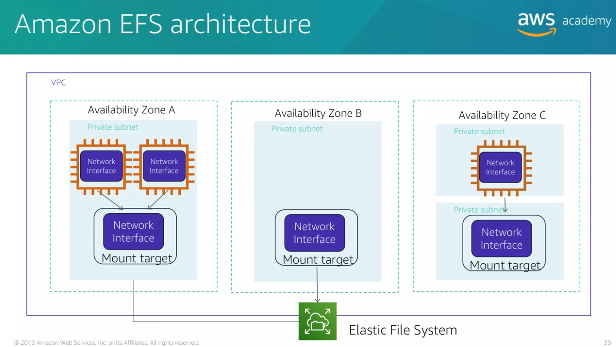 Amazon EFS architecture
aws academy
VPC
Availability Zone A
Private subnet
Network
Interface
Network
Interface
Network
Interface
Mount target
Availability Zone B
Private subnet
Network
Interface
Mount target
Availability Zone C
Private subnet
Network
Interface
Private subnet
Network
Interface
Mount target
Elastic File System
© 2019 Amazon Web Services, Inc. or its Affiliates. All rights reserved.